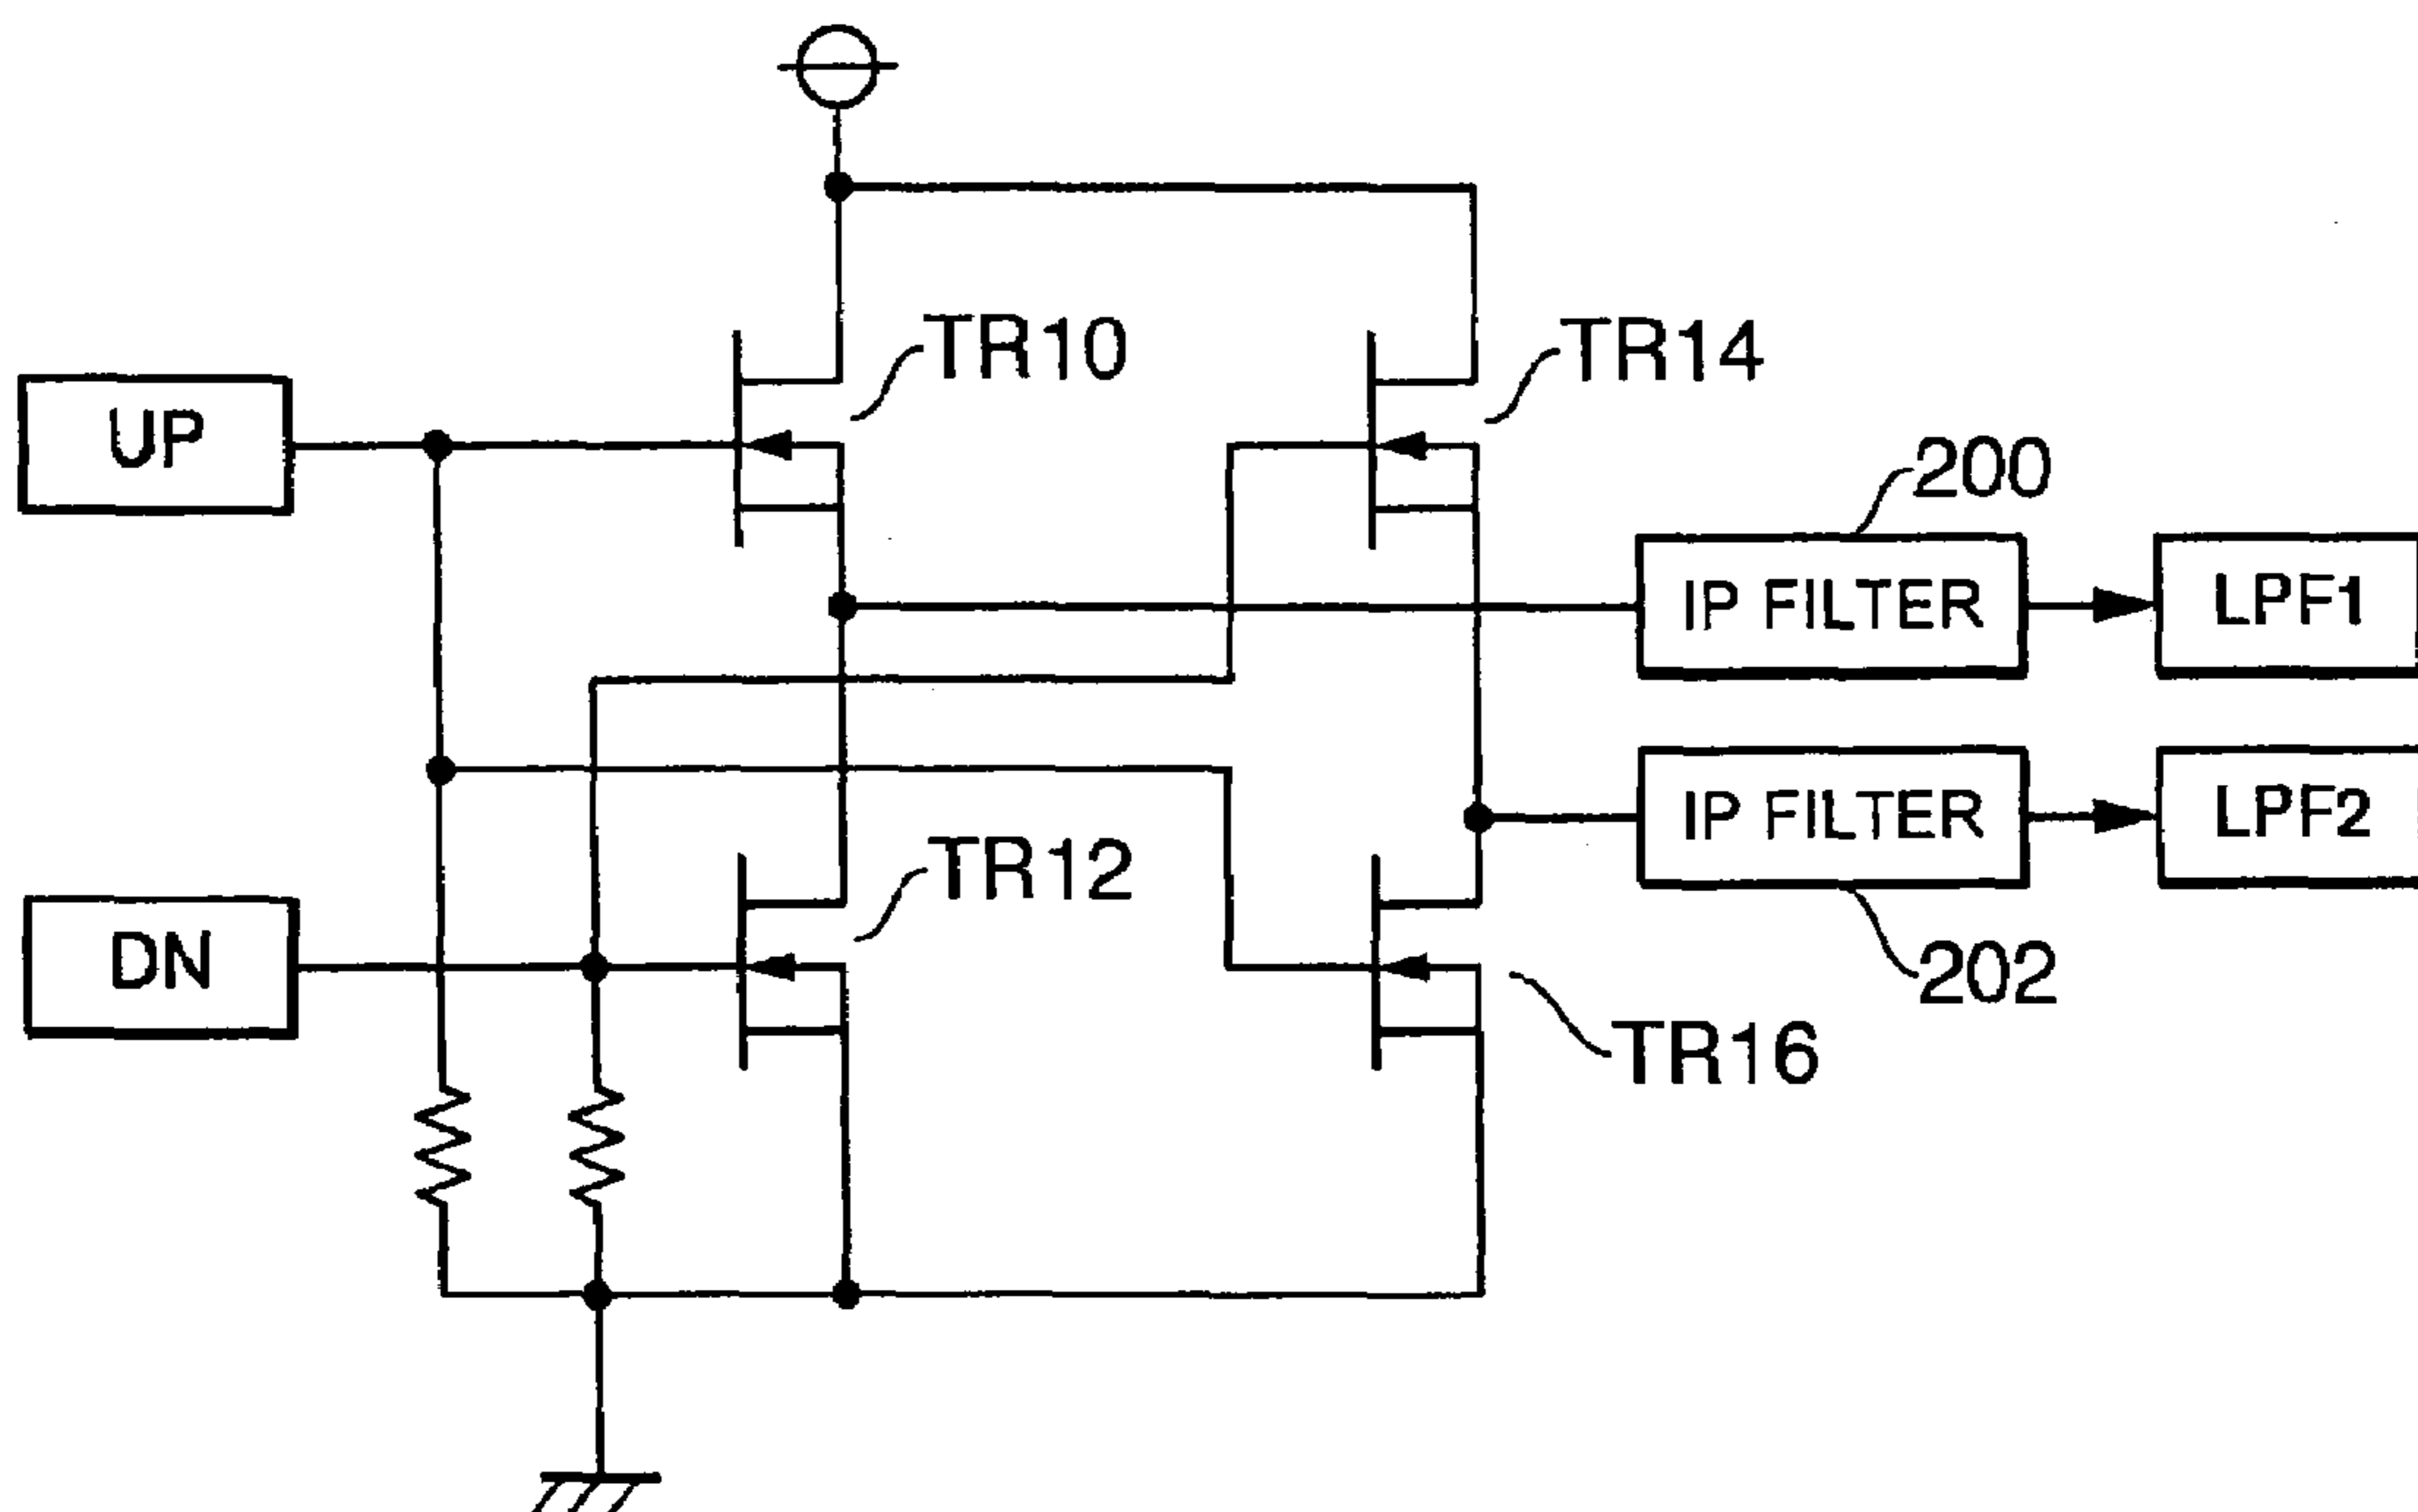 TR10
TR14
UP
200
IP FILTER
LPF1
IP FILTER
LPF2
TR12
DN
202
TR16